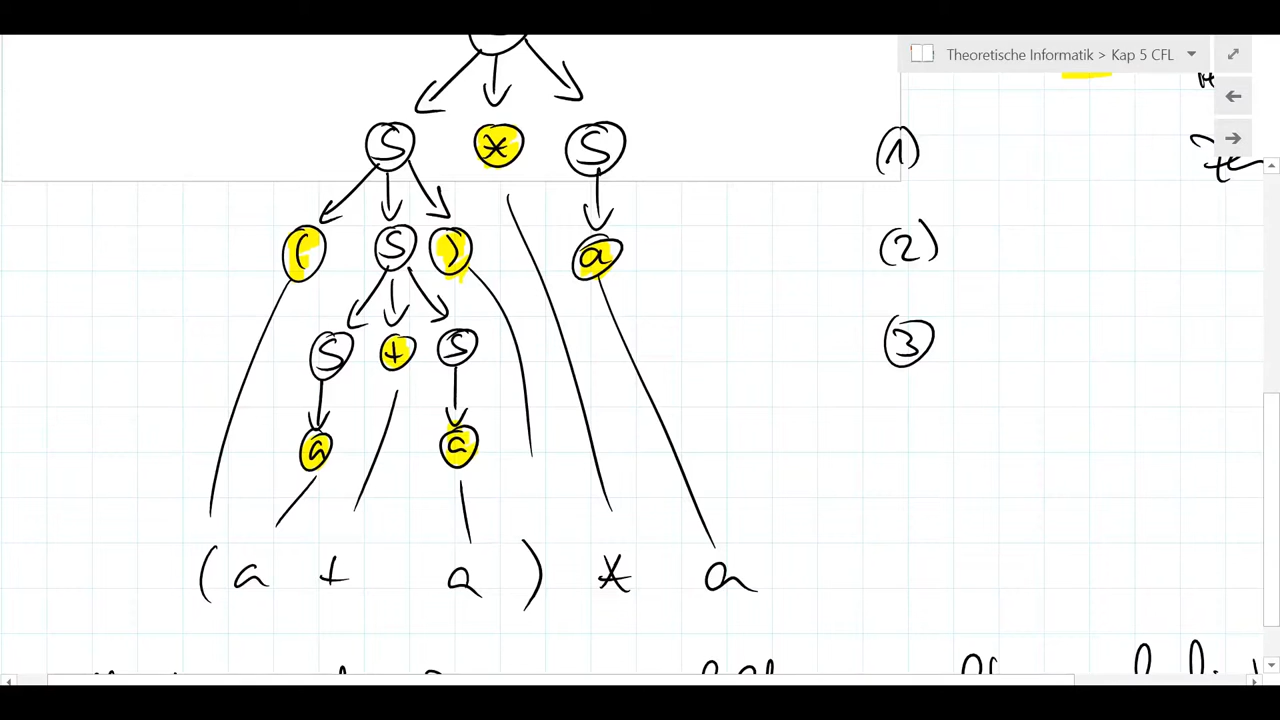 Theoretische Informatik > Kap 5 CFL
S * S (1)
( S ) a (2)
S + S 3
a a
( a + a ) * a